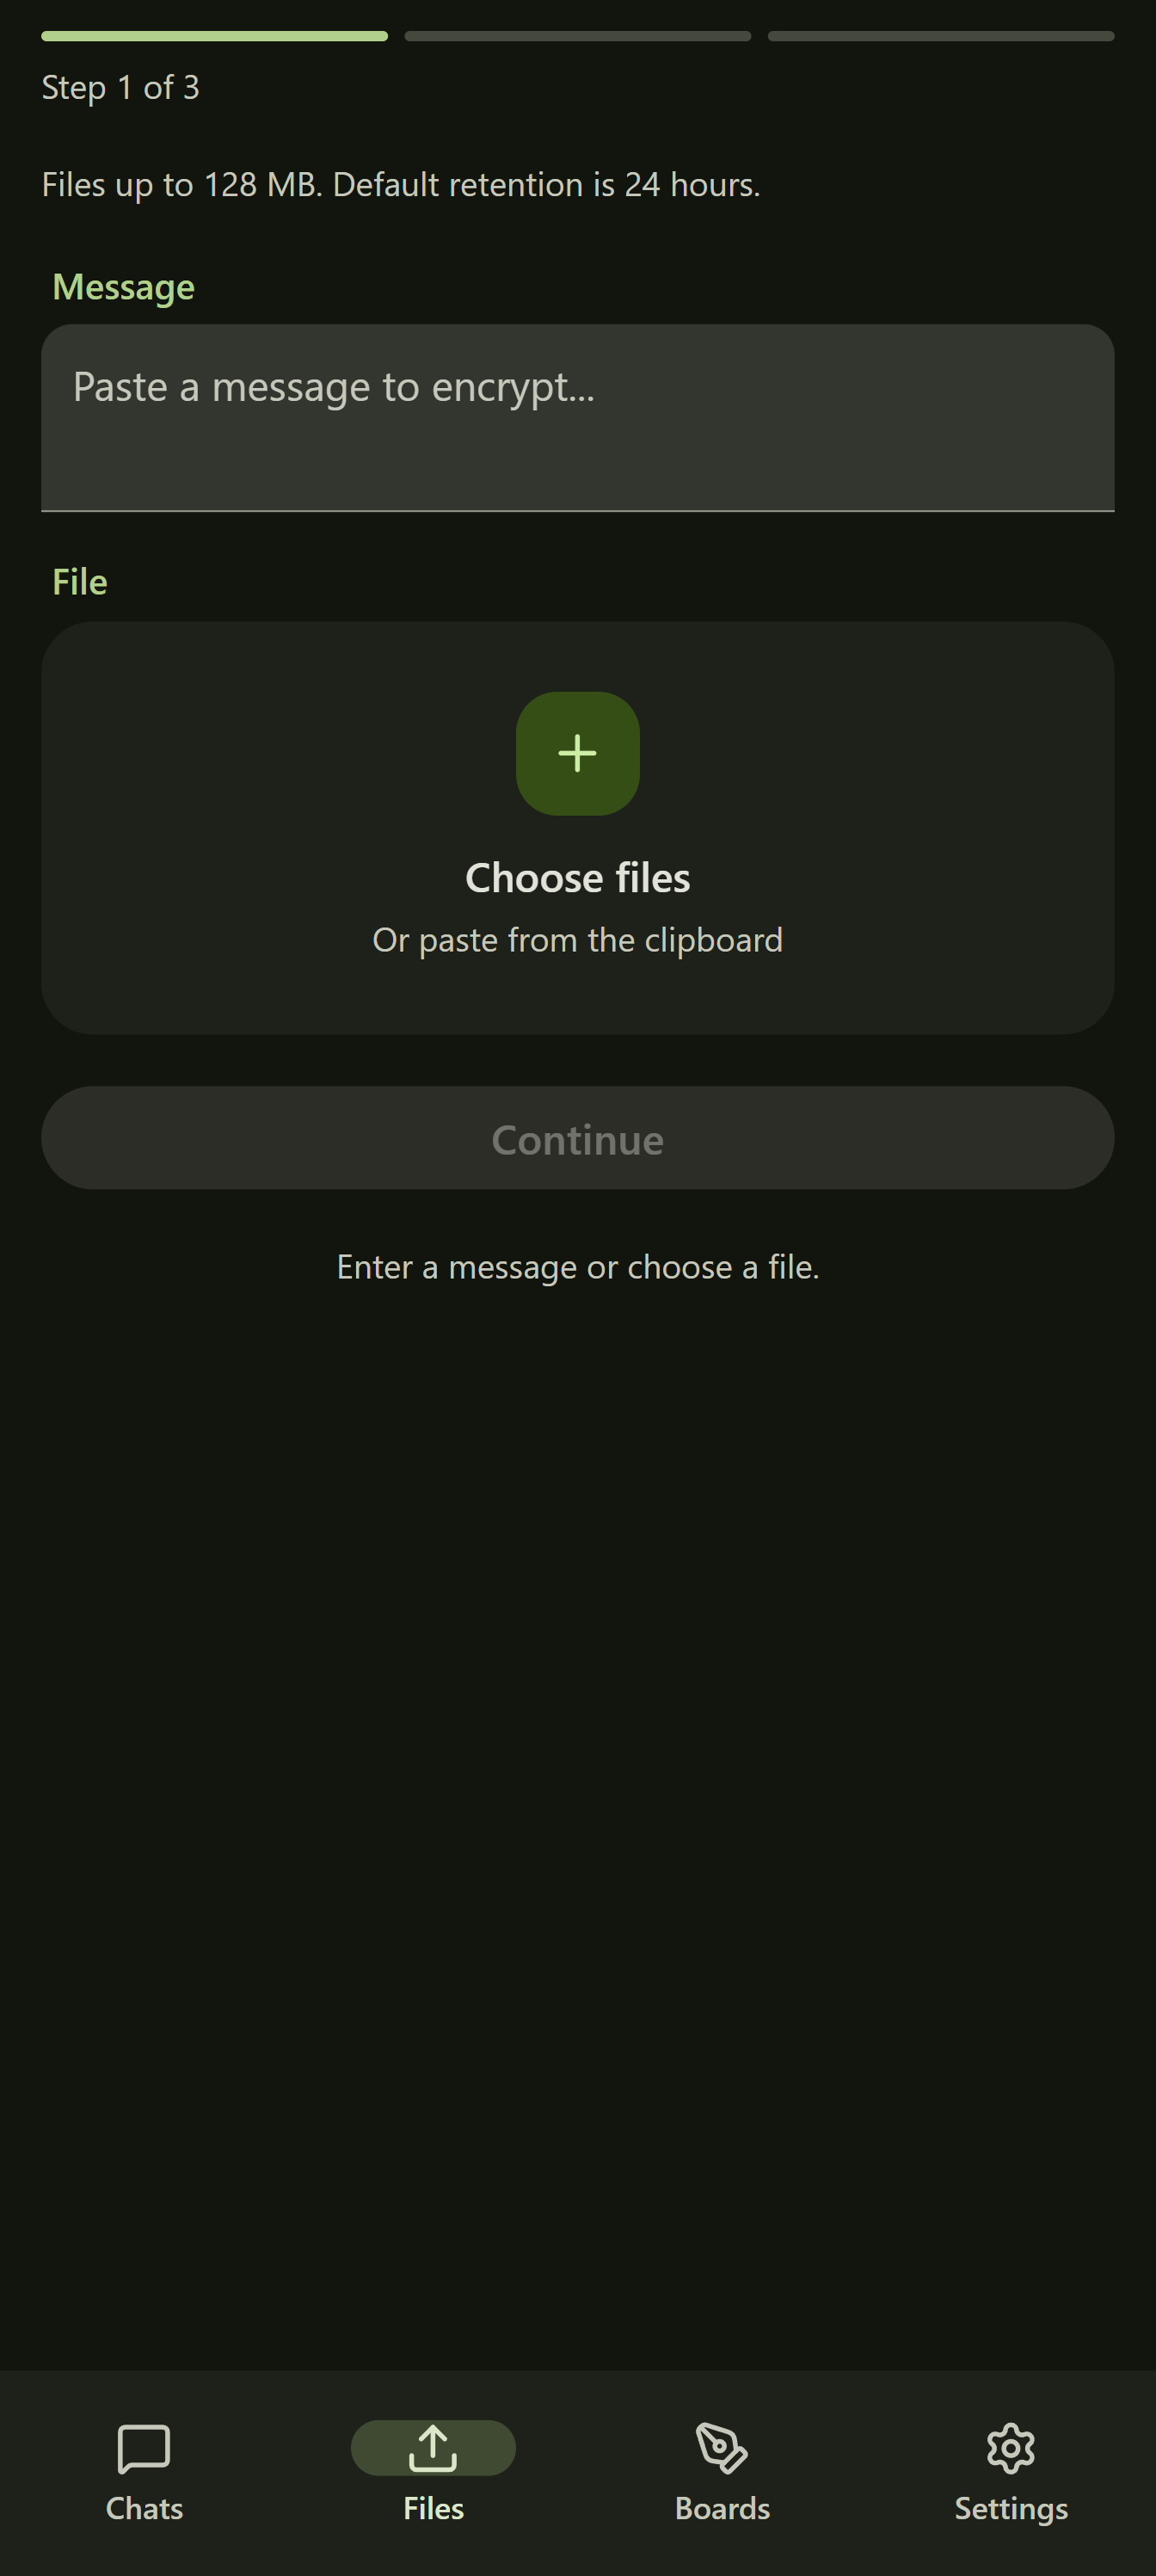 Step 1 of 3
Files up to 128 MB. Default retention is 24 hours.
Message
Paste a message to encrypt...
File
Choose files
Or paste from the clipboard
Continue
Enter a message or choose a file.
Chats
Files
Boards
Settings